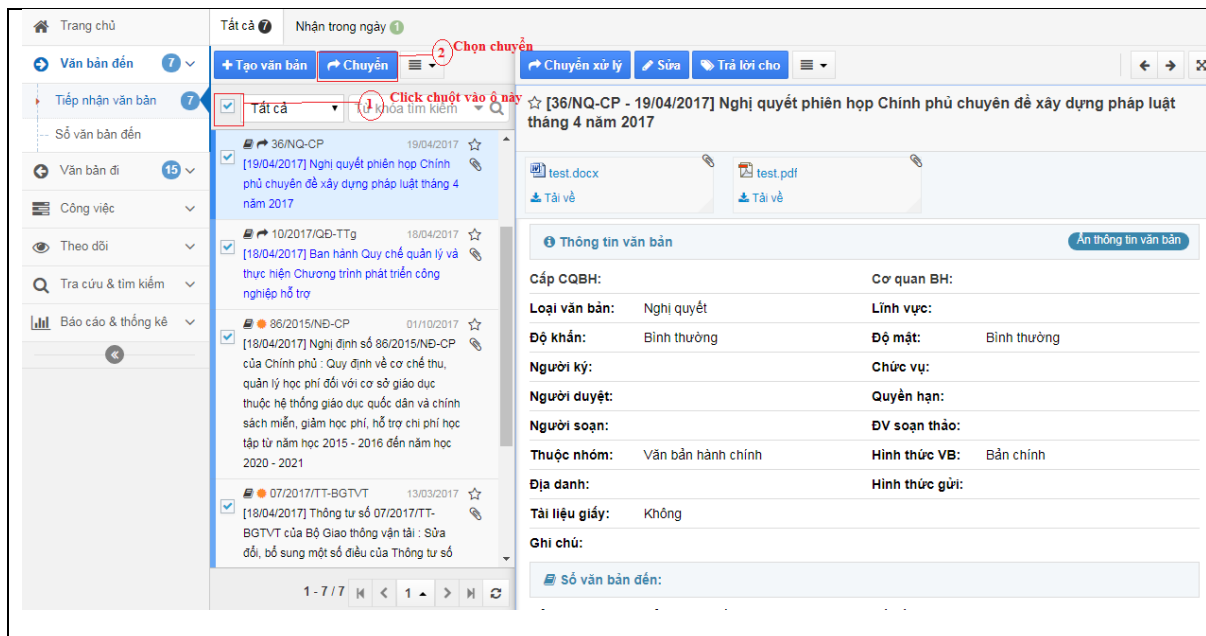 Trang chủ
Văn bản đến 7
Tiếp nhận văn bản 7
Sổ văn bản đến
Văn bản đi 15
Công việc
Theo dõi
Tra cứu & tìm kiếm
Báo cáo & thống kê
Tất cả 7 Nhận trong ngày 1
2 Chọn chuyển
+ Tạo văn bản Chuyển
1 Click chuột vào ô này
Tất cả Từ khóa tìm kiếm
36/NQ-CP 19/04/2017
[19/04/2017] Nghị quyết phiên họp Chính
phủ chuyên đề xây dựng pháp luật tháng 4
năm 2017
10/2017/QĐ-TTg 18/04/2017
[18/04/2017] Ban hành Quy chế quản lý và
thực hiện Chương trình phát triển công
nghiệp hỗ trợ
86/2015/NĐ-CP 01/10/2017
[18/04/2017] Nghị định số 86/2015/NĐ-CP
của Chính phủ : Quy định về cơ chế thu,
quản lý học phí đối với cơ sở giáo dục
thuộc hệ thống giáo dục quốc dân và chính
sách miễn, giảm học phí, hỗ trợ chi phí học
tập từ năm học 2015 - 2016 đến năm học
2020 - 2021
07/2017/TT-BGTVT 13/03/2017
[18/04/2017] Thông tư số 07/2017/TT-
BGTVT của Bộ Giao thông vận tải : Sửa
đổi, bổ sung một số điều của Thông tư số
1 - 7 / 7 1
Chuyển xử lý Sửa Trả lời cho
[36/NQ-CP - 19/04/2017] Nghị quyết phiên họp Chính phủ chuyên đề xây dựng pháp luật
tháng 4 năm 2017
test.docx test.pdf
Tải về Tải về
Thông tin văn bản Ẩn thông tin văn bản
Cấp CQBH: Cơ quan BH:
Loại văn bản: Nghị quyết Lĩnh vực:
Độ khẩn: Bình thường Độ mật: Bình thường
Người ký: Chức vụ:
Người duyệt: Quyền hạn:
Người soạn: ĐV soạn thảo:
Thuộc nhóm: Văn bản hành chính Hình thức VB: Bản chính
Địa danh: Hình thức gửi:
Tài liệu giấy: Không
Ghi chú:
Sổ văn bản đến: